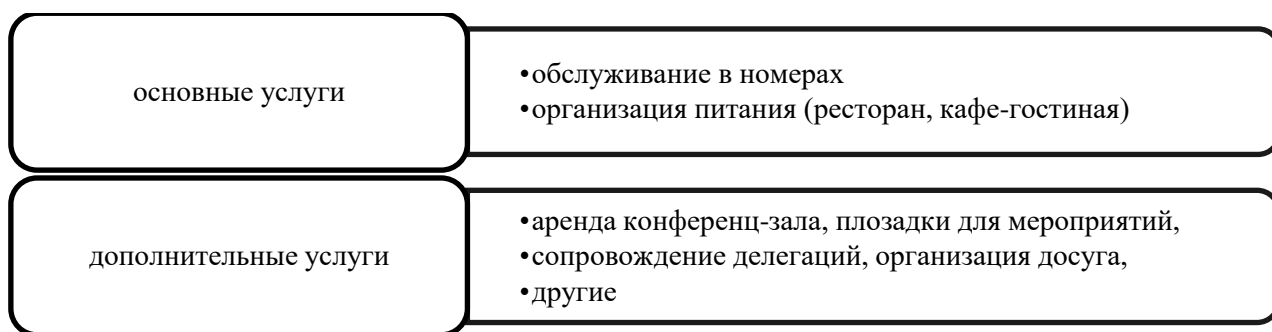 основные услуги
•обслуживание в номерах
•организация питания (ресторан, кафе-гостиная)
дополнительные услуги
•аренда конференц-зала, плозадки для мероприятий,
•сопровождение делегаций, организация досуга,
•другие